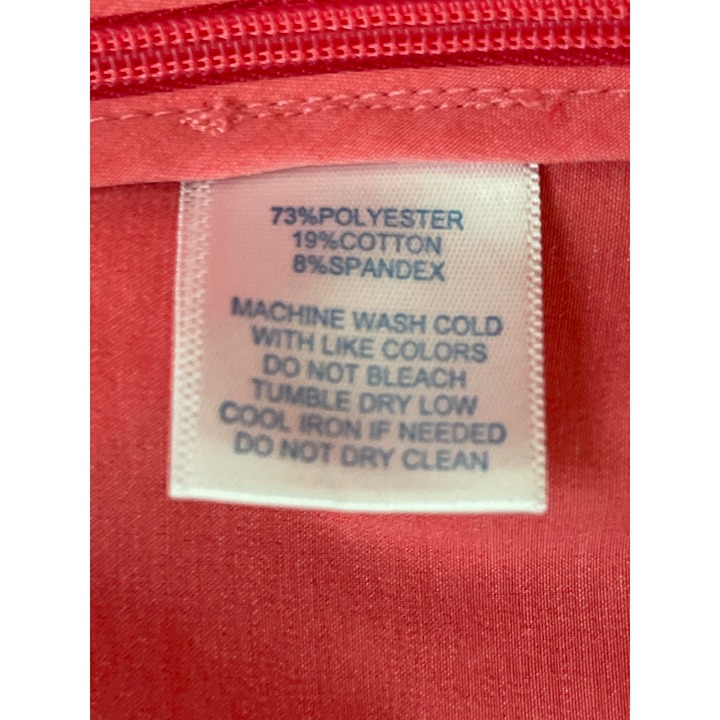 73%POLYESTER
19%COTTON
8%SPANDEX
MACHINE WASH COLD
WITH LIKE COLORS
DO NOT BLEACH
TUMBLE DRY LOW
COOL IRON IF NEEDED
DO NOT DRY CLEAN